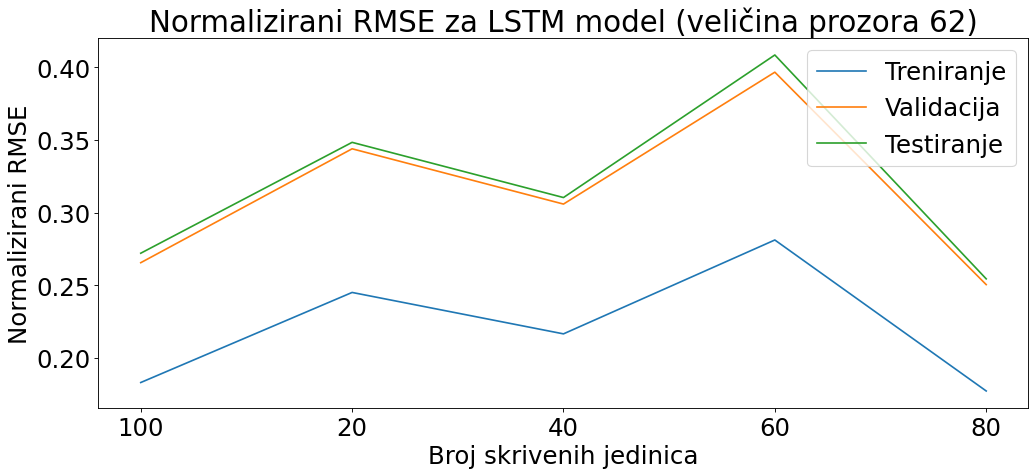 Normalizirani RMSE za LSTM model (veličina prozora 62)
Normalizirani RMSE
0.40
0.35
0.30
0.25
0.20
Treniranje
Validacija
Testiranje
100 20 40 60 80
Broj skrivenih jedinica